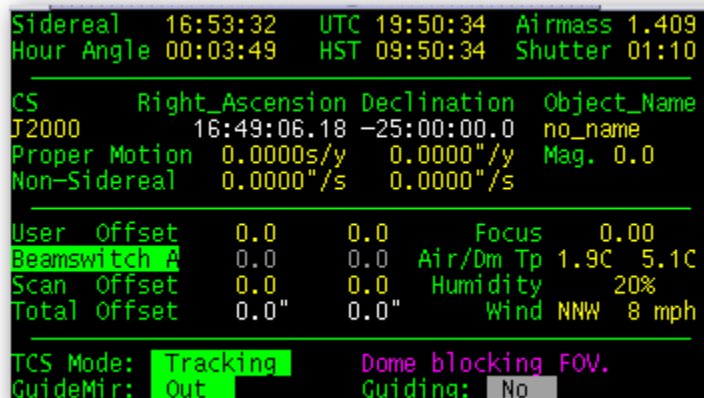 Sidereal 16:53:32 UTC 19:50:34 Airmass 1.409
Hour Angle 00:03:49 HST 09:50:34 Shutter 01:10
CS Right_Ascension Declination Object_Name
J2000 16:49:06.18 -25:00:00.0 no_name
Proper Motion 0.0000s/y 0.0000"/y Mag. 0.0
Non-Sidereal 0.0000"/s 0.0000"/s
User Offset 0.0 0.0 Focus 0.00
Beamswitch A 0.0 0.0 Air/Dm Tp 1.9C 5.1C
Scan Offset 0.0 0.0 Humidity 20%
Total Offset 0.0" 0.0" Wind NNW 8 mph
TCS Mode: Tracking Dome blocking FOV.
GuideMir: Out Guiding: No